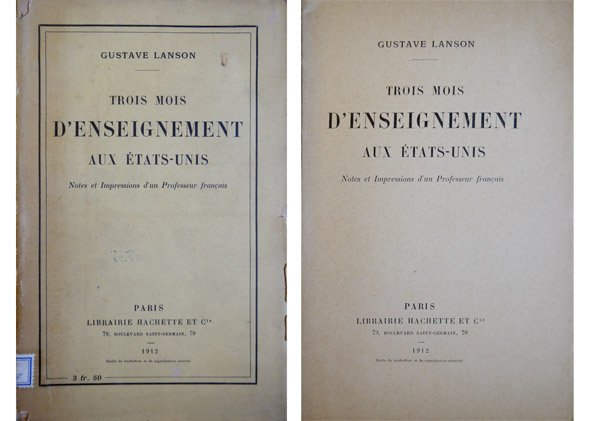 GUSTAVE LANSON
TROIS MOIS
D'ENSEIGNEMENT
AUX ÉTATS-UNIS
Notes et Impressions d'un Professeur français
PARIS
LIBRAIRIE HACHETTE ET Cie
79, BOULEVARD SAINT-GERMAIN, 79
1912
Droits de traduction et de reproduction réservés.
3 fr. 50
GUSTAVE LANSON
TROIS MOIS
D'ENSEIGNEMENT
AUX ÉTATS-UNIS
Notes et Impressions d'un Professeur français
PARIS
LIBRAIRIE HACHETTE ET Cie
79, BOULEVARD SAINT-GERMAIN, 79
1912
Droits de traduction et de reproduction réservés.